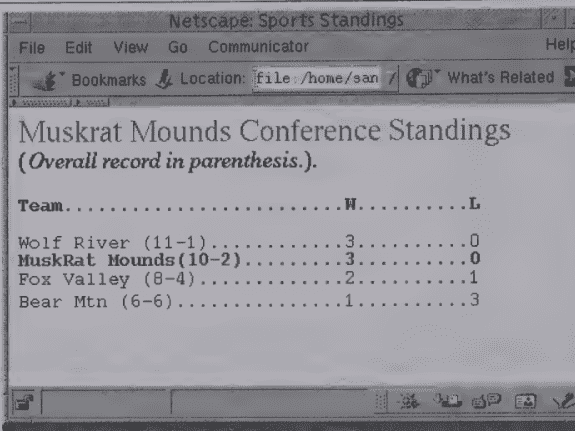 Netscape: Sports Standings
File Edit View Go Communicator Help
Bookmarks Location: file:/home/san What's Related
Muskrat Mounds Conference Standings
(Overall record in parenthesis.).
Team........................W..........L
Wolf River (11-1)............3..........0
MuskRat Mounds(10-2).........3..........0
Fox Valley (8-4).............2..........1
Bear Mtn (6-6)...............1..........3